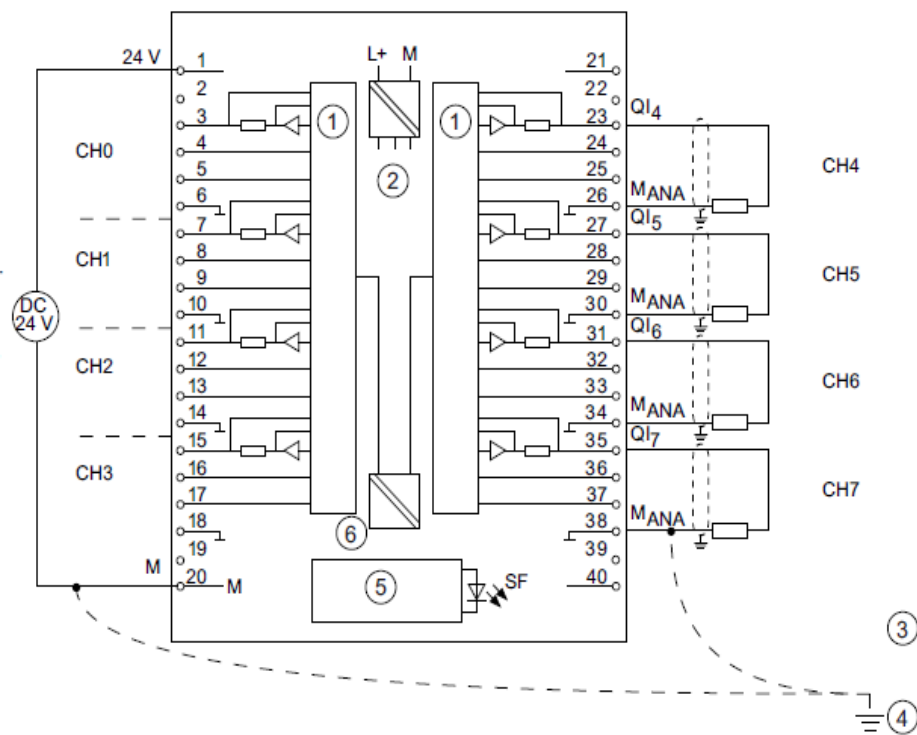 24 V
1
2
3
4
5
6
7
8
9
10
11
12
13
14
15
16
17
18
19
20
M
M
CH0
CH1
CH2
CH3
DC
24 V
L+ M
1
1
2
6
5
SF
21
22
23
24
25
26
27
28
29
30
31
32
33
34
35
36
37
38
39
40
QI4
MANA
QI5
MANA
QI6
MANA
QI7
MANA
CH4
CH5
CH6
CH7
3
4